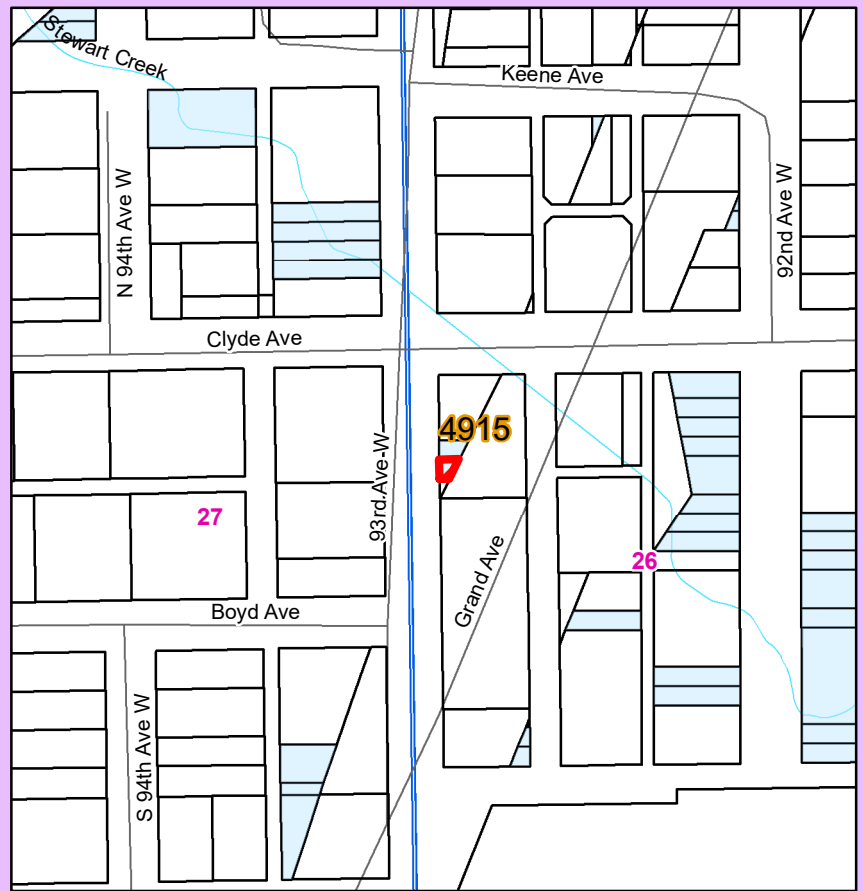 Stewart Creek
Keene Ave
N 94th Ave W
92nd Ave W
Clyde Ave
4915
93rd Ave W
27
Grand Ave
26
Boyd Ave
S 94th Ave W